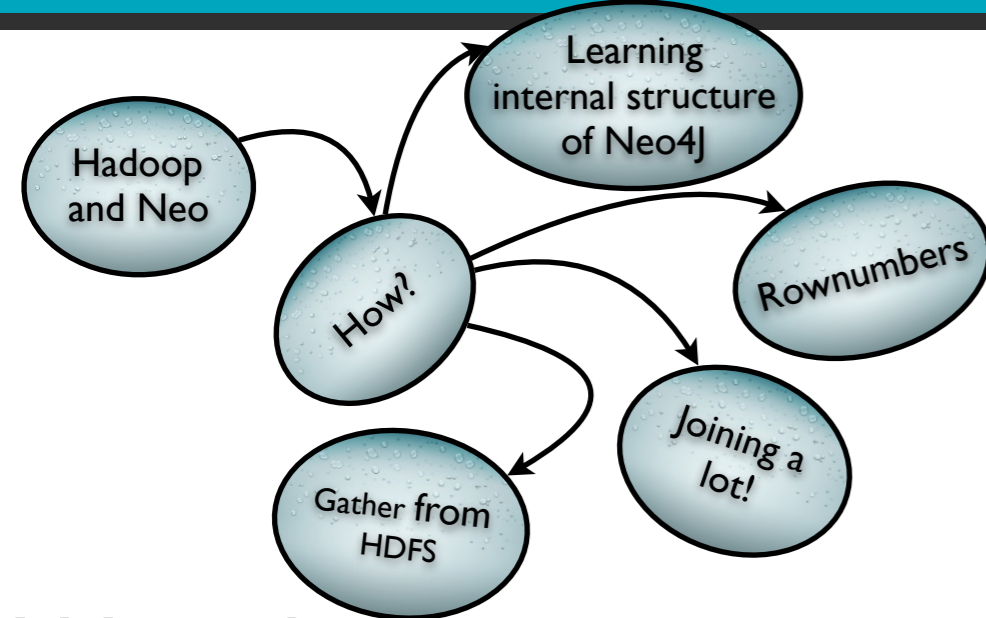 Learning
internal structure
of Neo4J
Hadoop
and Neo
How?
Rownumbers
Joining a
lot!
Gather from
HDFS